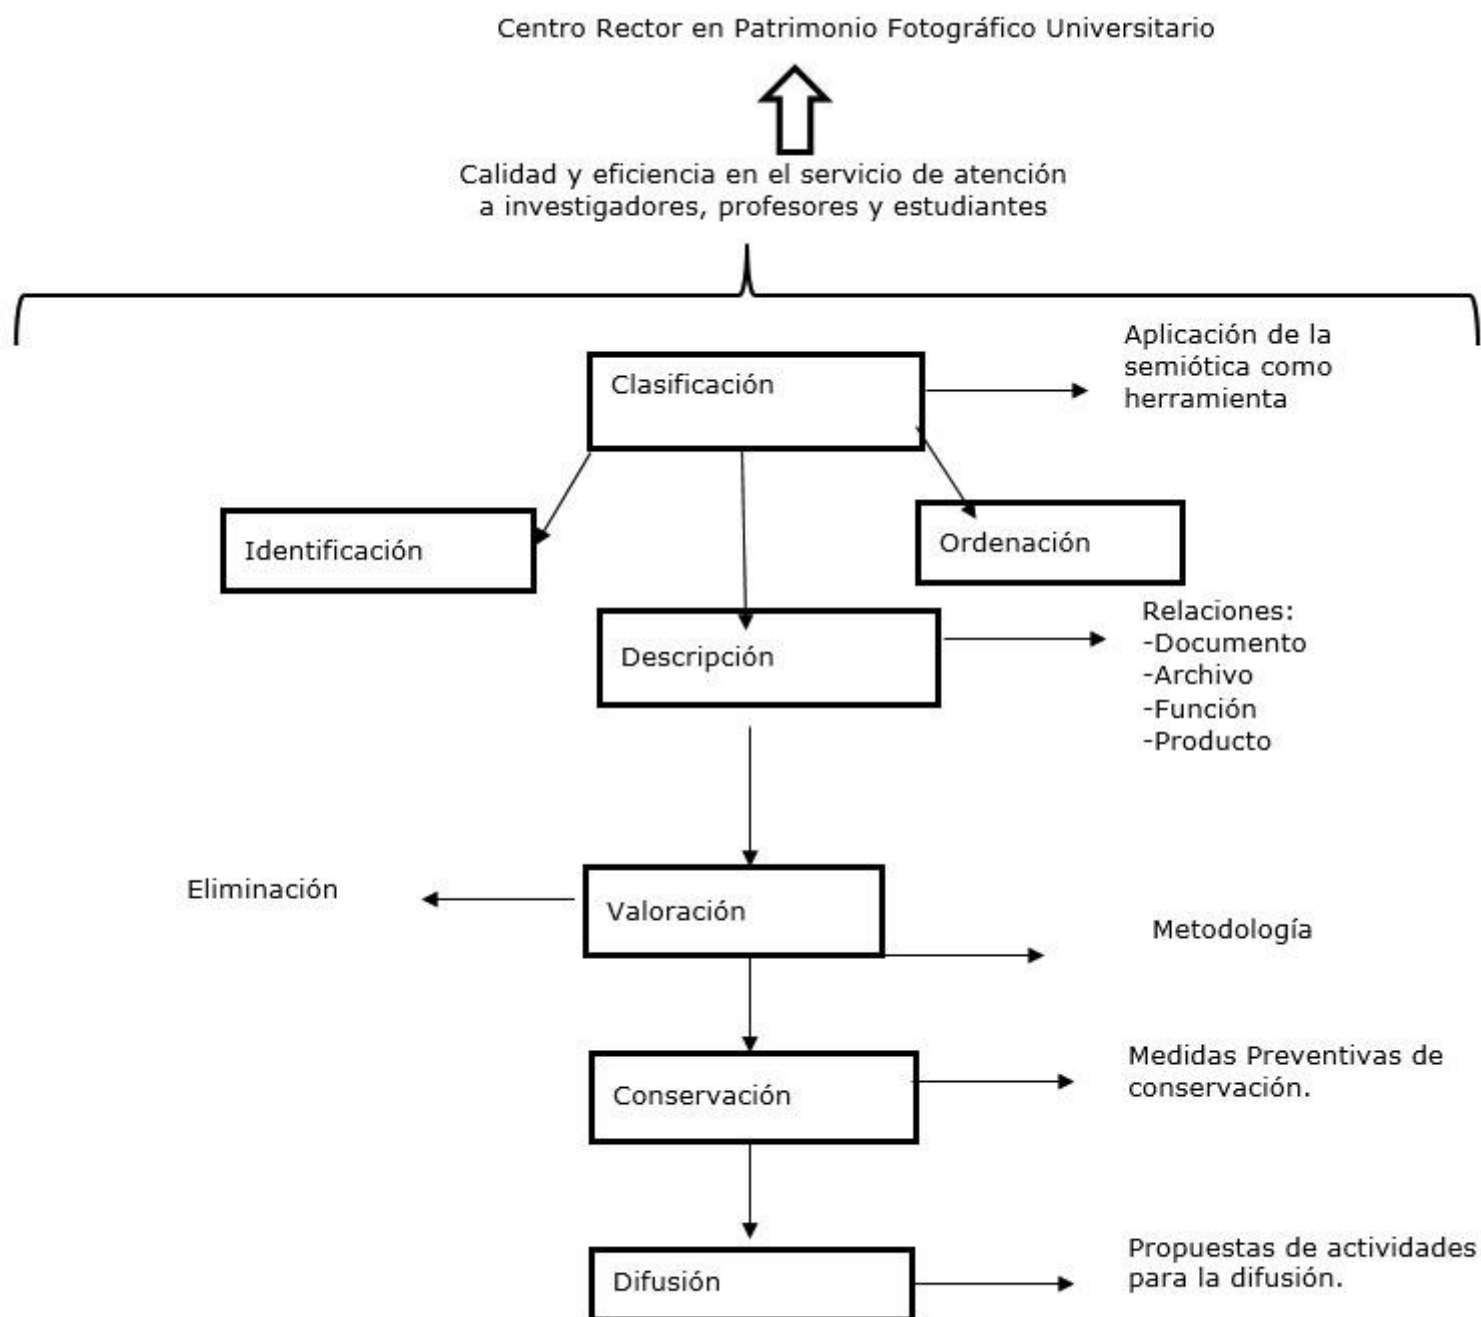 Centro Rector en Patrimonio Fotográfico Universitario
Calidad y eficiencia en el servicio de atención
a investigadores, profesores y estudiantes
Aplicación de la
semiótica como
herramienta
Clasificación
Identificación
Ordenación
Descripción
Relaciones:
-Documento
-Archivo
-Función
-Producto
Eliminación
Valoración
Metodología
Conservación
Medidas Preventivas de
conservación.
Difusión
Propuestas de actividades
para la difusión.